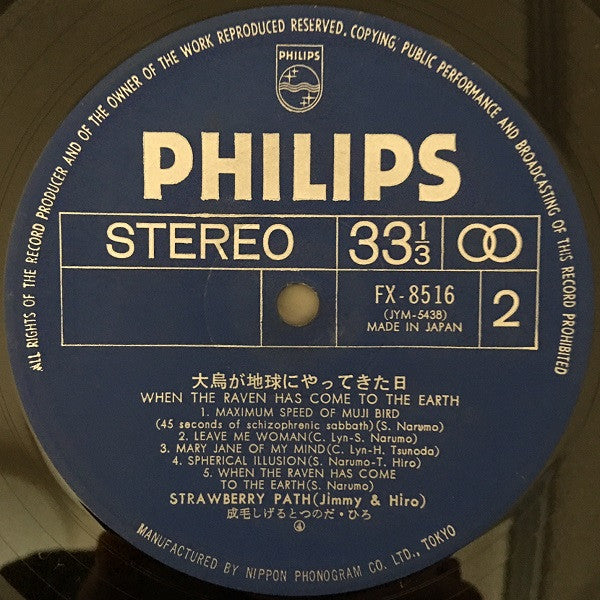 ALL RIGHTS OF THE RECORD PRODUCER AND OF THE OWNER OF THE WORK REPRODUCED RESERVED. COPYING, PUBLIC PERFORMANCE AND BROADCASTING OF THIS RECORD PROHIBITED
PHILIPS
PHILIPS
STEREO 33 1/3
FX-8516
(JYM-5438)
MADE IN JAPAN
2
大烏が地球にやってきた日
WHEN THE RAVEN HAS COME TO THE EARTH
1. MAXIMUM SPEED OF MUJI BIRD
(45 seconds of schizophrenic sabbath)(S. Narumo)
2. LEAVE ME WOMAN(C. Lyn-S. Narumo)
3. MARY JANE OF MY MIND(C. Lyn-H. Tsunoda)
4. SPHERICAL ILLUSION(S. Narumo-T. Hiro)
5. WHEN THE RAVEN HAS COME
TO THE EARTH(S. Narumo)
STRAWBERRY PATH(Jimmy & Hiro)
成毛しげるとつのだ・ひろ
MANUFACTURED BY NIPPON PHONOGRAM CO. LTD., TOKYO